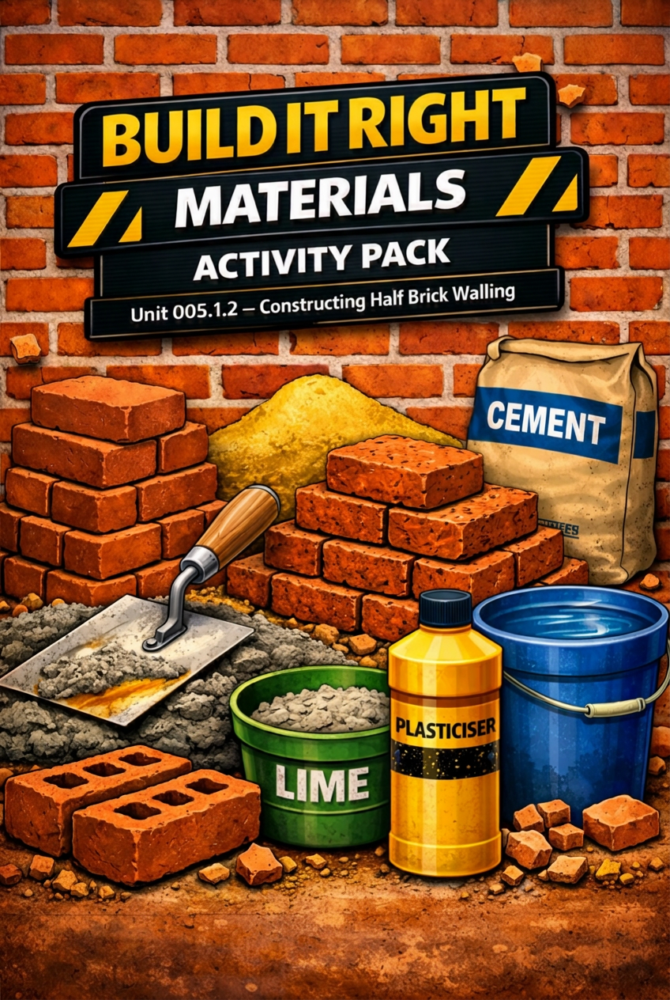 BUILD IT RIGHT
MATERIALS
ACTIVITY PACK
Unit 005.1.2 – Constructing Half Brick Walling
CEMENT
PLASTICISER
LIME